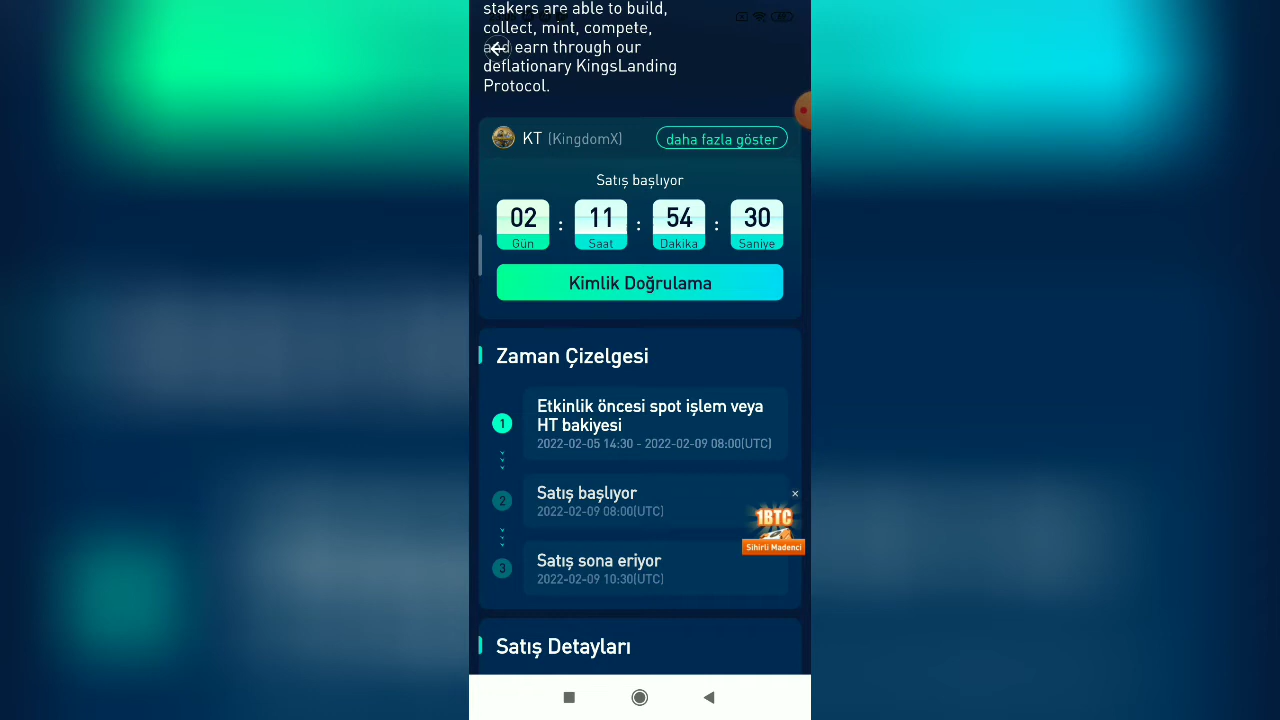 stakers are able to build,
collect, mint, compete,
and earn through our
deflationary KingsLanding
Protocol.
KT (KingdomX)
daha fazla göster
Satış başlıyor
02 : 11 : 54 : 30
Gün Saat Dakika Saniye
Kimlik Doğrulama
Zaman Çizelgesi
1
Etkinlik öncesi spot işlem veya
HT bakiyesi
2022-02-05 14:30 - 2022-02-09 08:00(UTC)
2
Satış başlıyor
2022-02-09 08:00(UTC)
1BTC
Sihirli Madenci
3
Satış sona eriyor
2022-02-09 10:30(UTC)
Satış Detayları